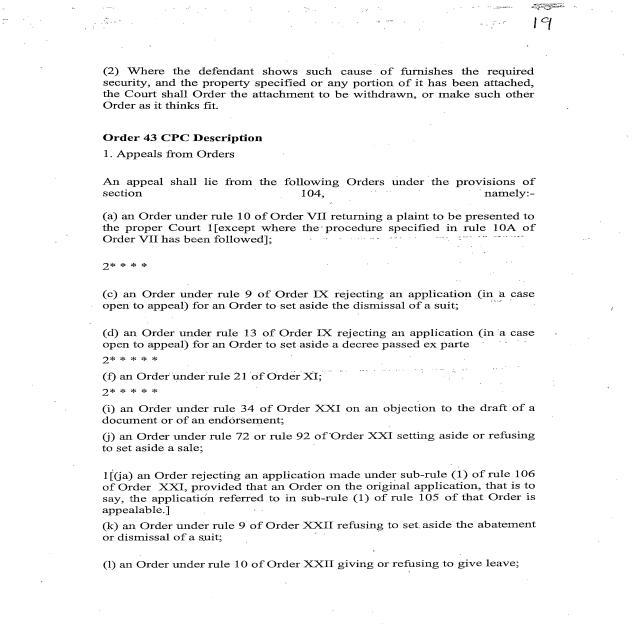 19
(2) Where the defendant shows such cause of furnishes the required
security, and the property specified or any portion of it has been attached,
the Court shall Order the attachment to be withdrawn, or make such other
Order as it thinks fit.
Order 43 CPC Description
1. Appeals from Orders
An appeal shall lie from the following Orders under the provisions of
section 104, namely:-
(a) an Order under rule 10 of Order VII returning a plaint to be presented to
the proper Court 1[except where the procedure specified in rule 10A of
Order VII has been followed];
2* * * *
(c) an Order under rule 9 of Order IX rejecting an application (in a case
open to appeal) for an Order to set aside the dismissal of a suit;
(d) an Order under rule 13 of Order IX rejecting an application (in a case
open to appeal) for an Order to set aside a decree passed ex parte
2* * * * *
(f) an Order under rule 21 of Order XI;
2* * * * *
(i) an Order under rule 34 of Order XXI on an objection to the draft of a
document or of an endorsement;
(j) an Order under rule 72 or rule 92 of Order XXI setting aside or refusing
to set aside a sale;
1[(ja) an Order rejecting an application made under sub-rule (1) of rule 106
of Order XXI, provided that an Order on the original application, that is to
say, the application referred to in sub-rule (1) of rule 105 of that Order is
appealable.]
(k) an Order under rule 9 of Order XXII refusing to set aside the abatement
or dismissal of a suit;
(l) an Order under rule 10 of Order XXII giving or refusing to give leave;